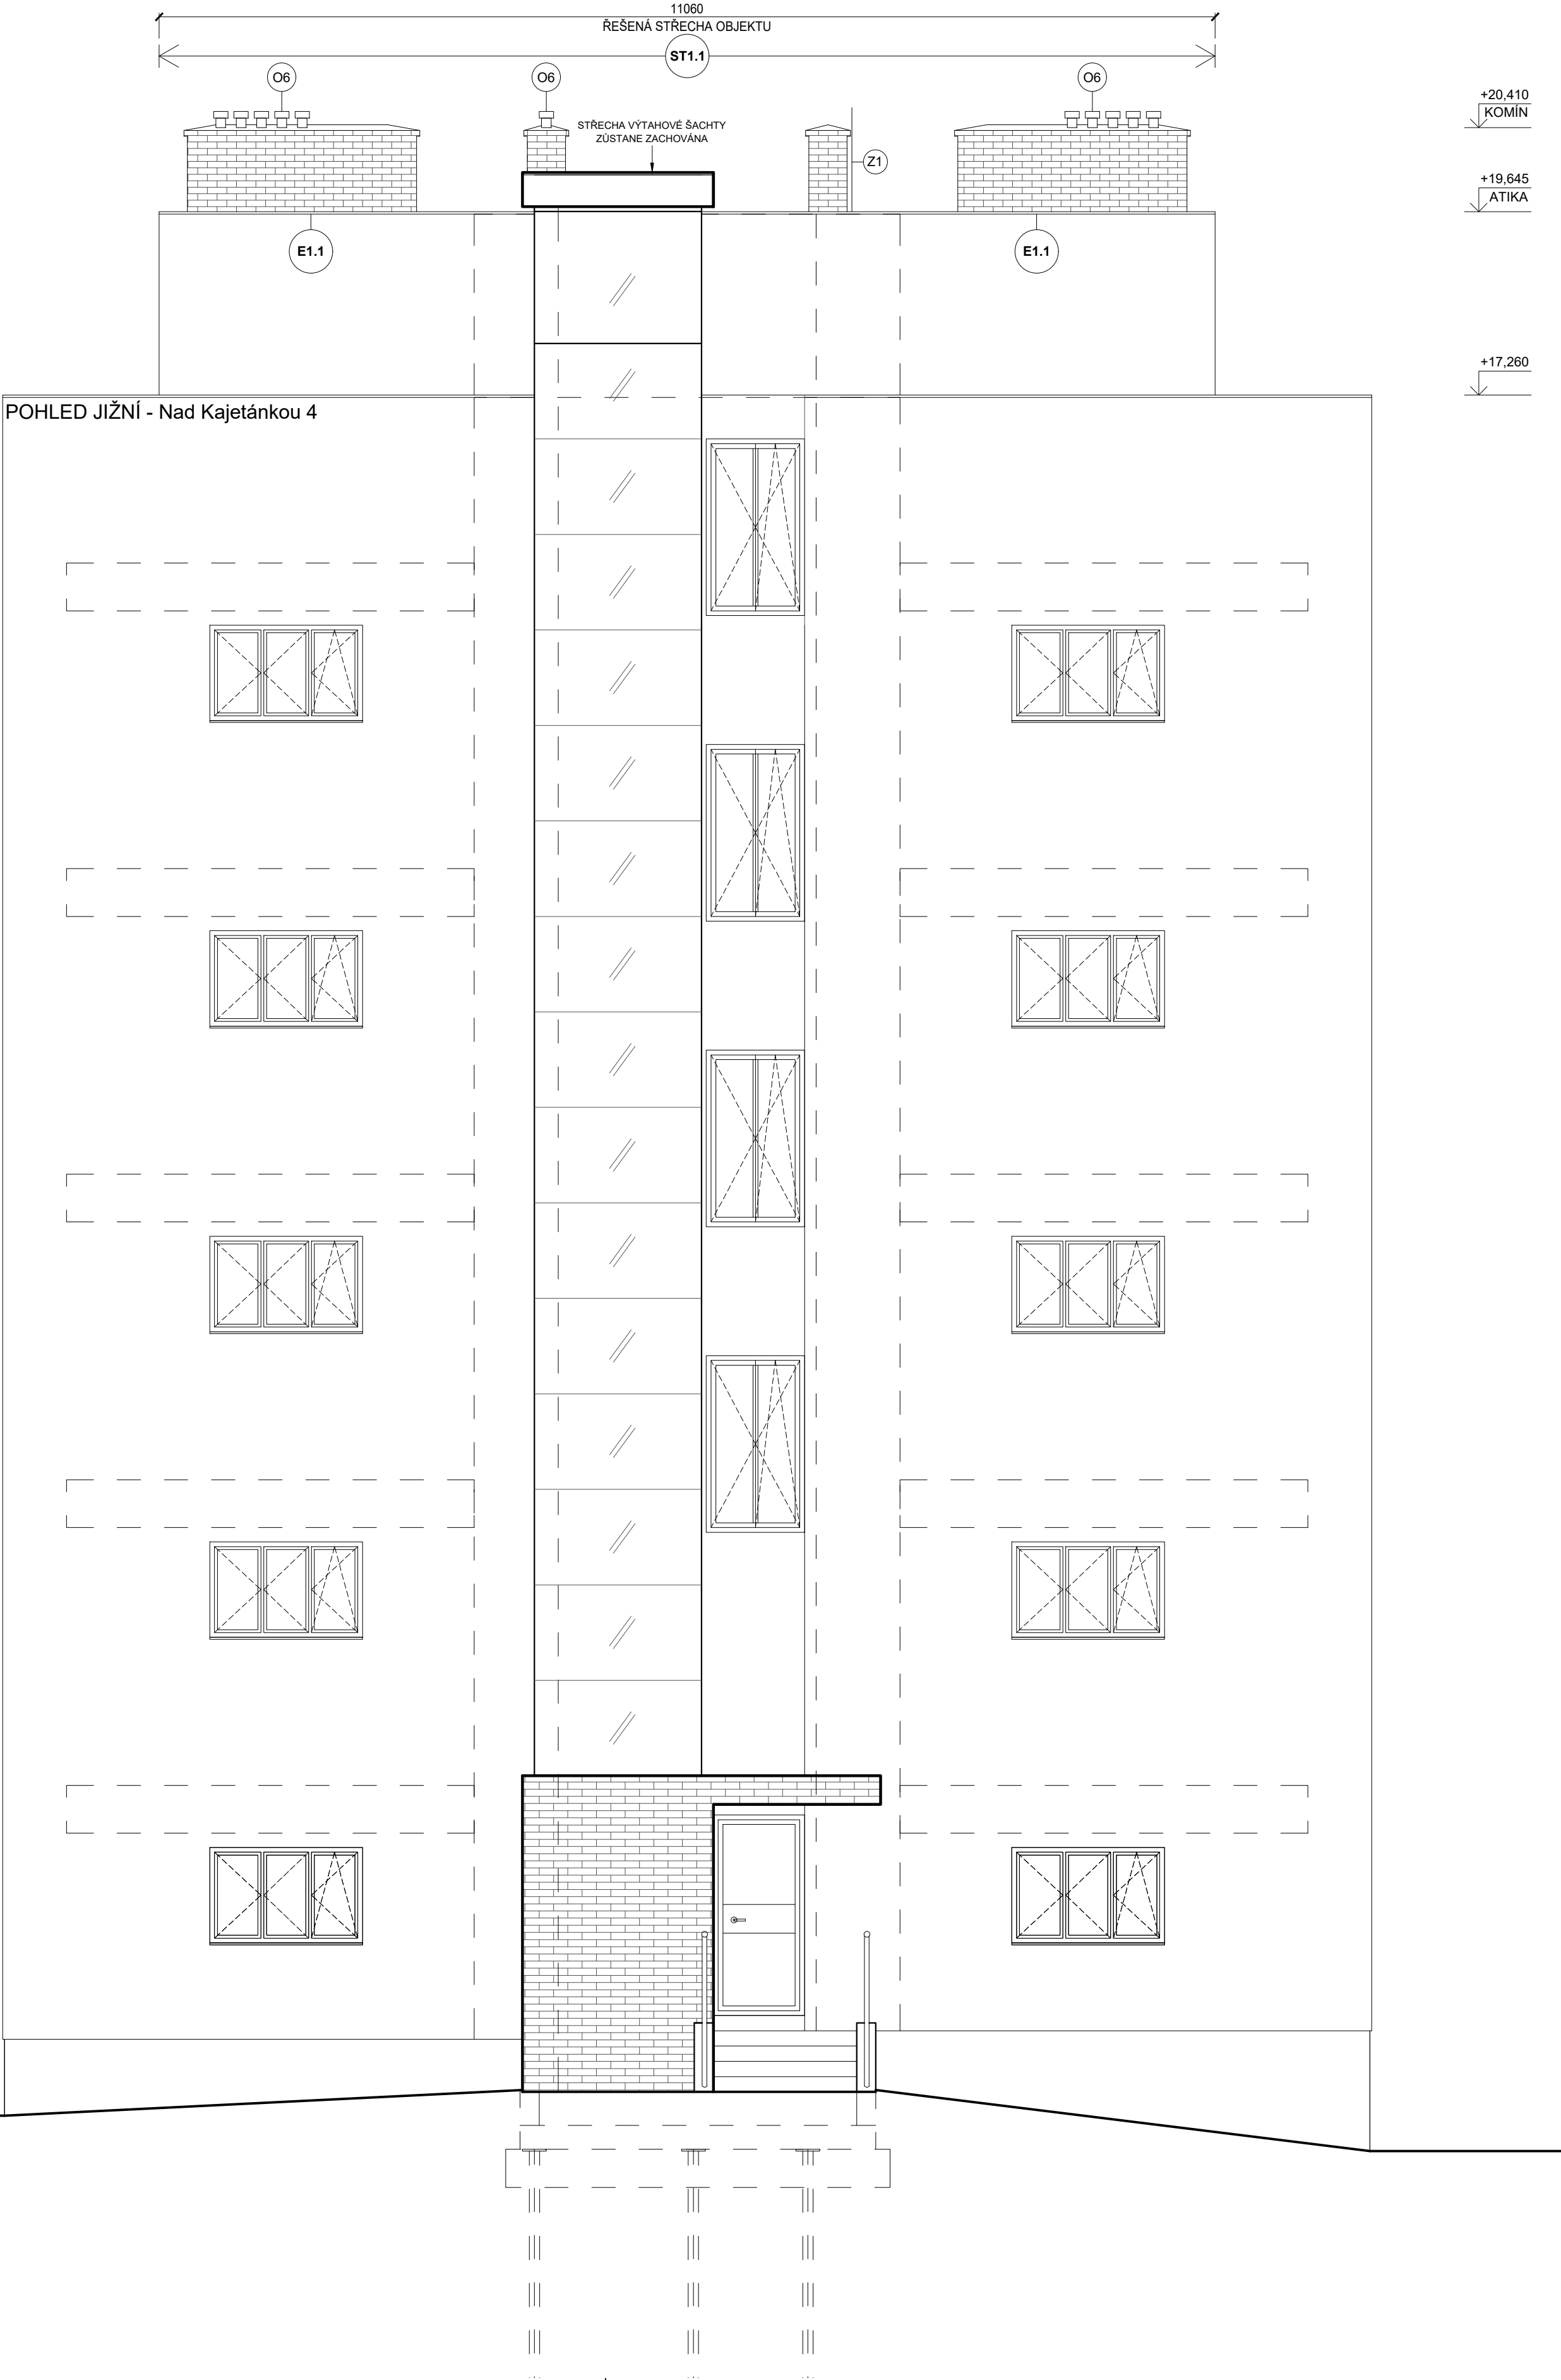 11060
ŘEŠENÁ STŘECHA OBJEKTU
ST1.1
O6
O6
O6
STŘECHA VÝTAHOVÉ ŠACHTY
ZŮSTANE ZACHOVÁNA
Z1
+20,410
KOMÍN
+19,645
ATIKA
E1.1
E1.1
+17,260
POHLED JIŽNÍ - Nad Kajetánkou 4